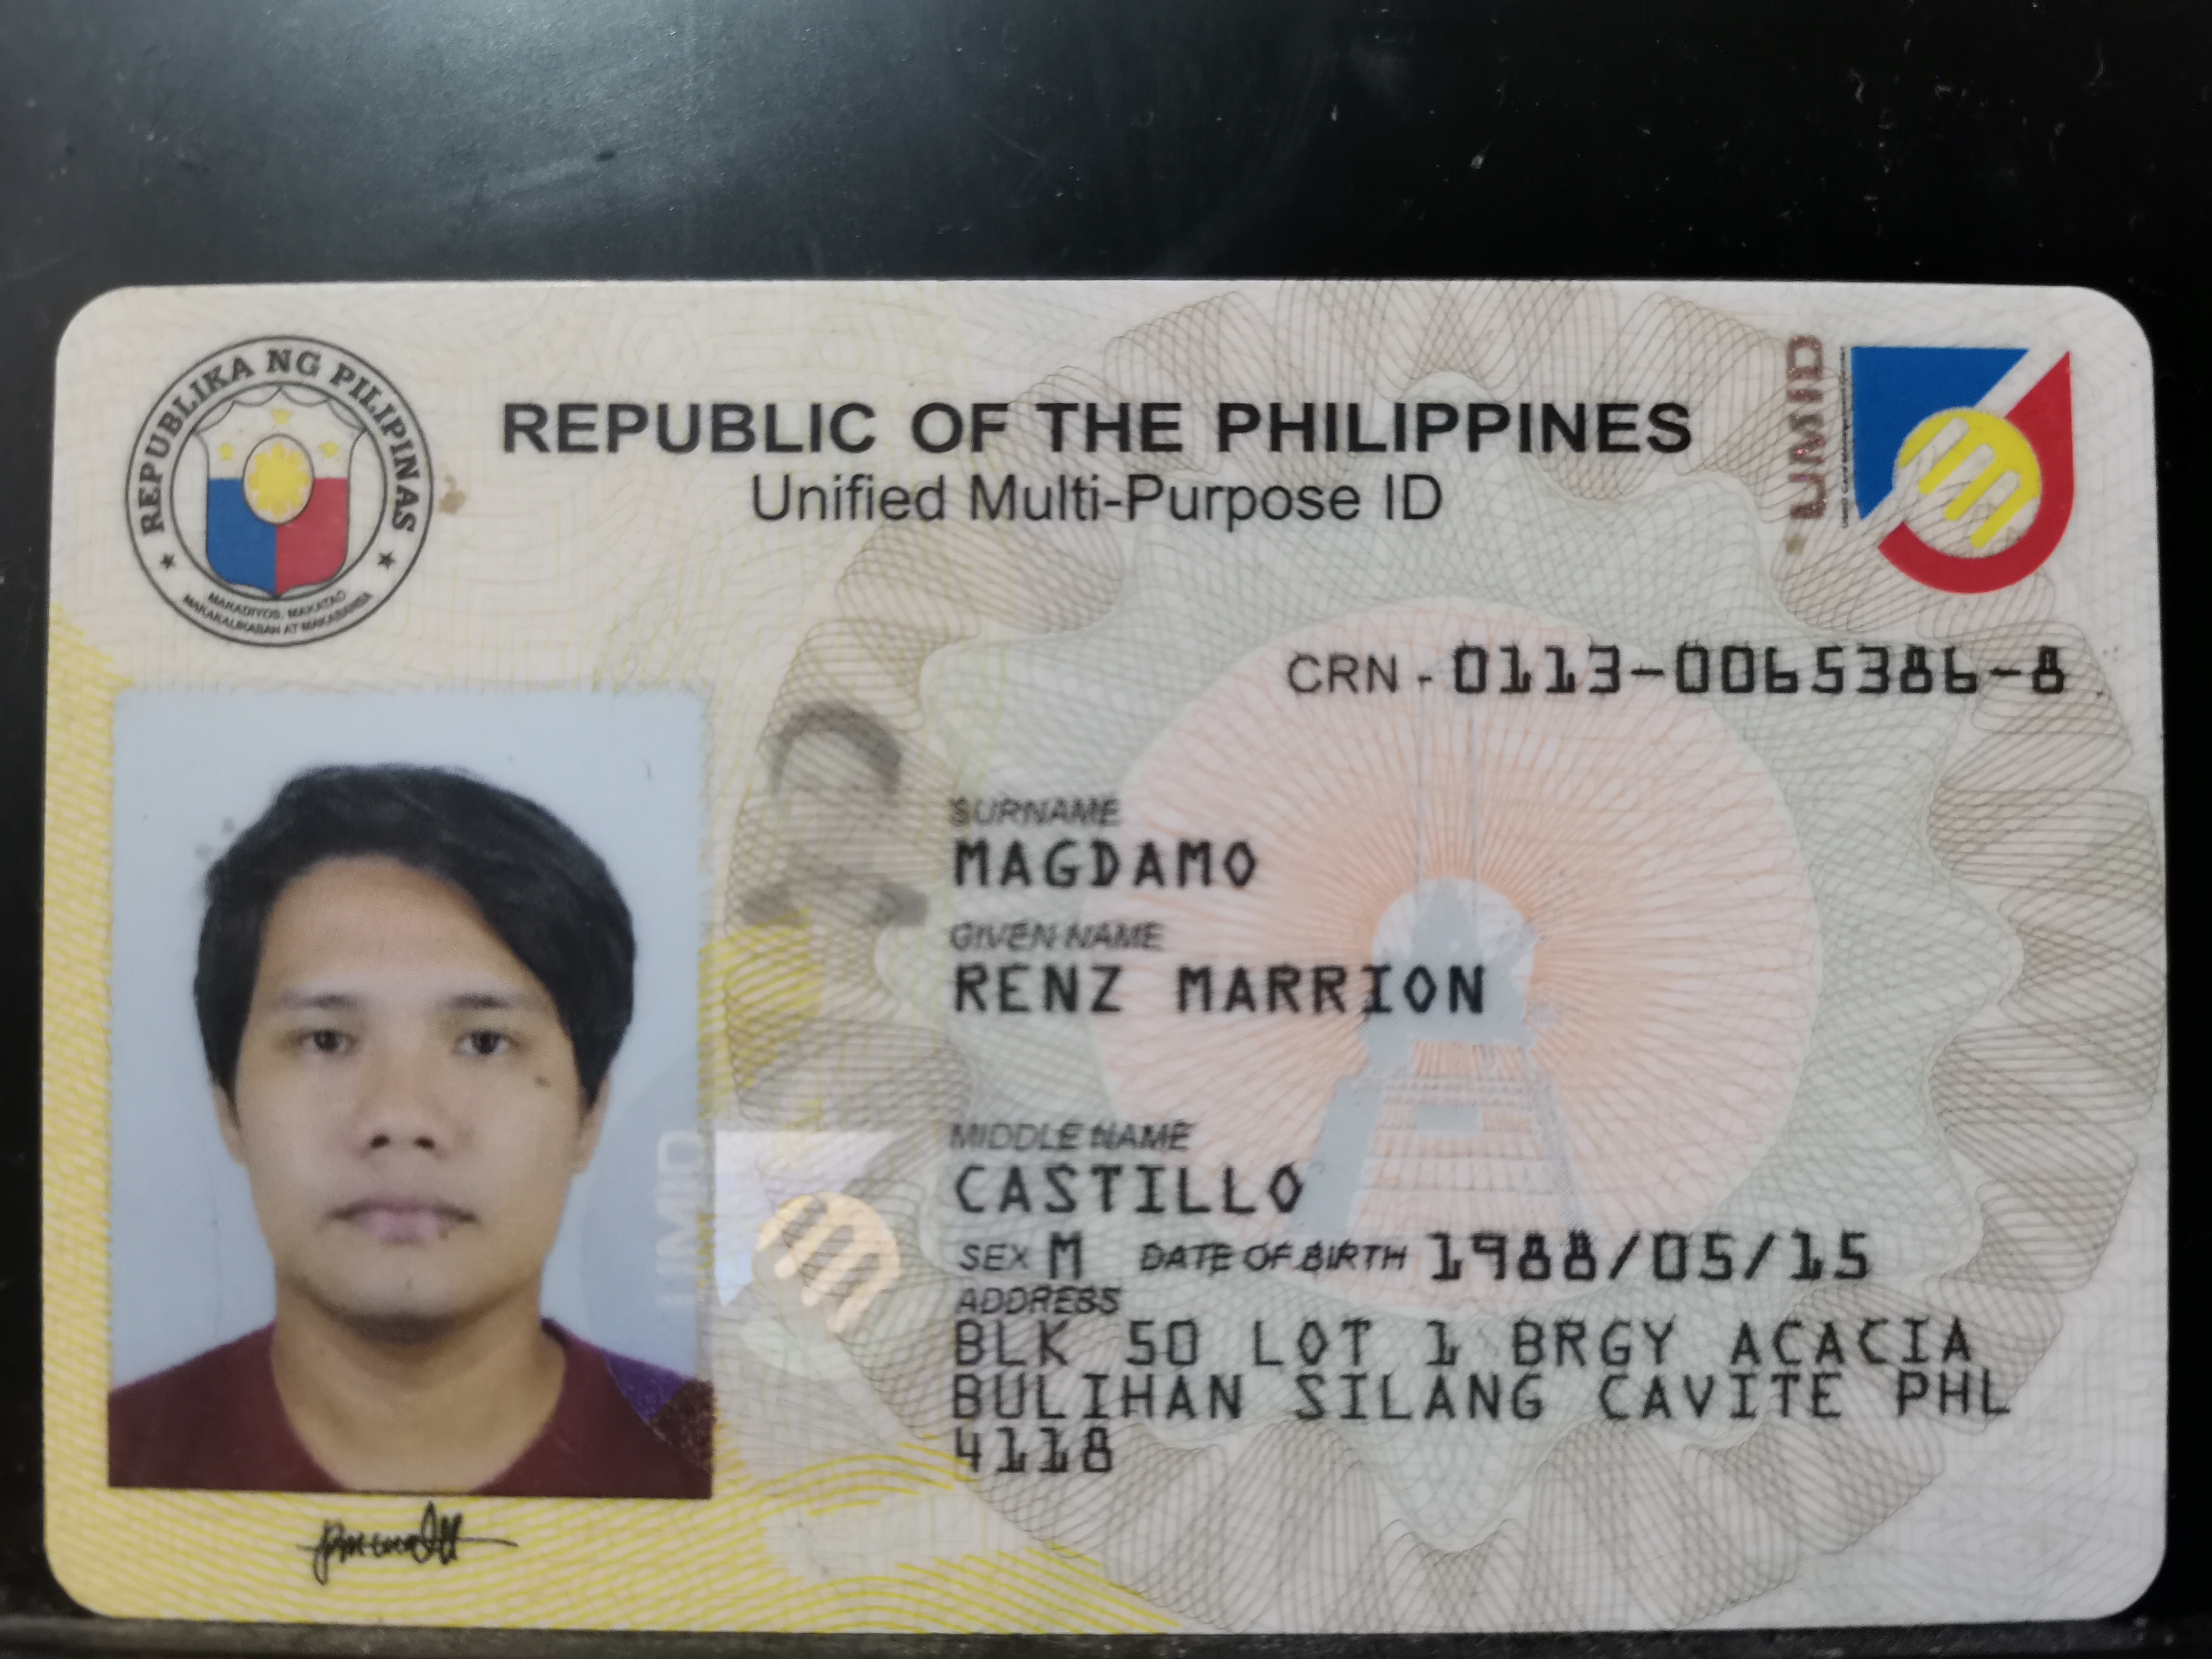 REPUBLIKA NG PILIPINAS
MAKADIYOS, MAKATAO
MAKAKALIKASAN AT MAKABANSA
REPUBLIC OF THE PHILIPPINES
Unified Multi-Purpose ID
UMID
CRN - 0113-0065386-8
SURNAME
MAGDAMO
GIVEN NAME
RENZ MARRION
MIDDLE NAME
CASTILLO
SEX M DATE OF BIRTH 1988/05/15
ADDRESS
BLK 50 LOT 1 BRGY ACACIA
BULIHAN SILANG CAVITE PHL
4118
UMID